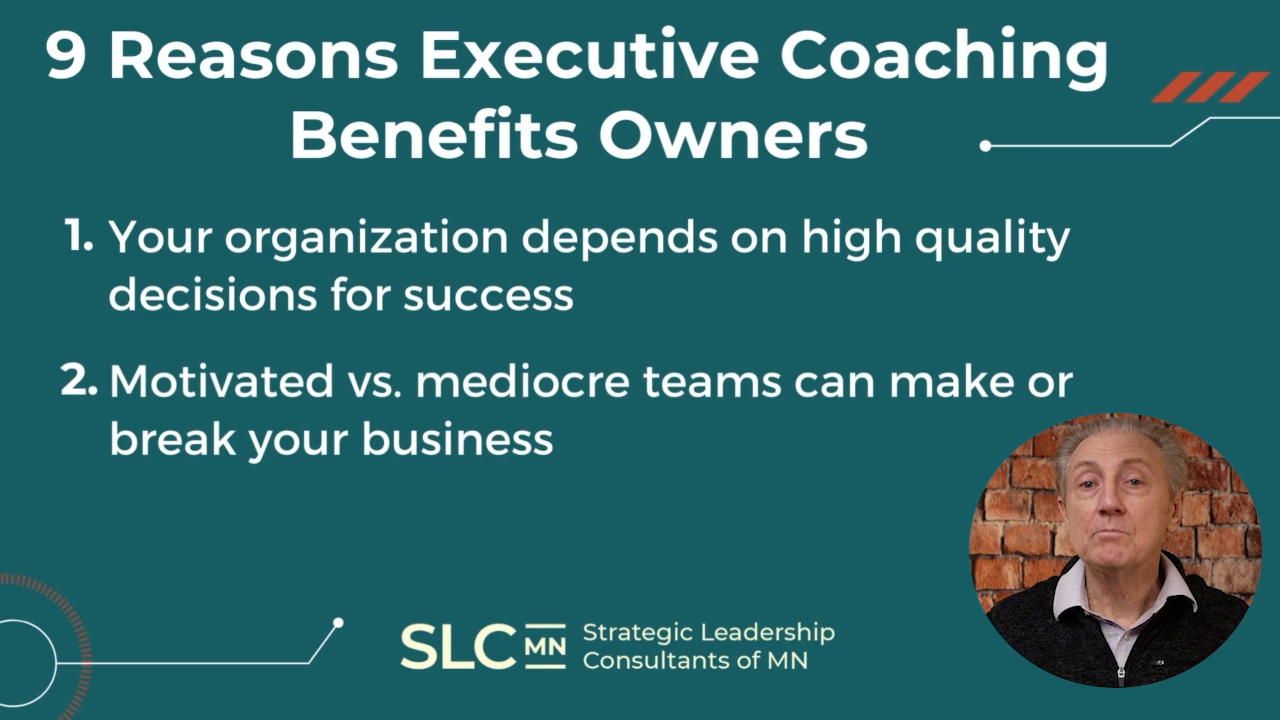 9 Reasons Executive Coaching
Benefits Owners
1. Your organization depends on high quality
decisions for success
2. Motivated vs. mediocre teams can make or
break your business
SLC MN
Strategic Leadership
Consultants of MN